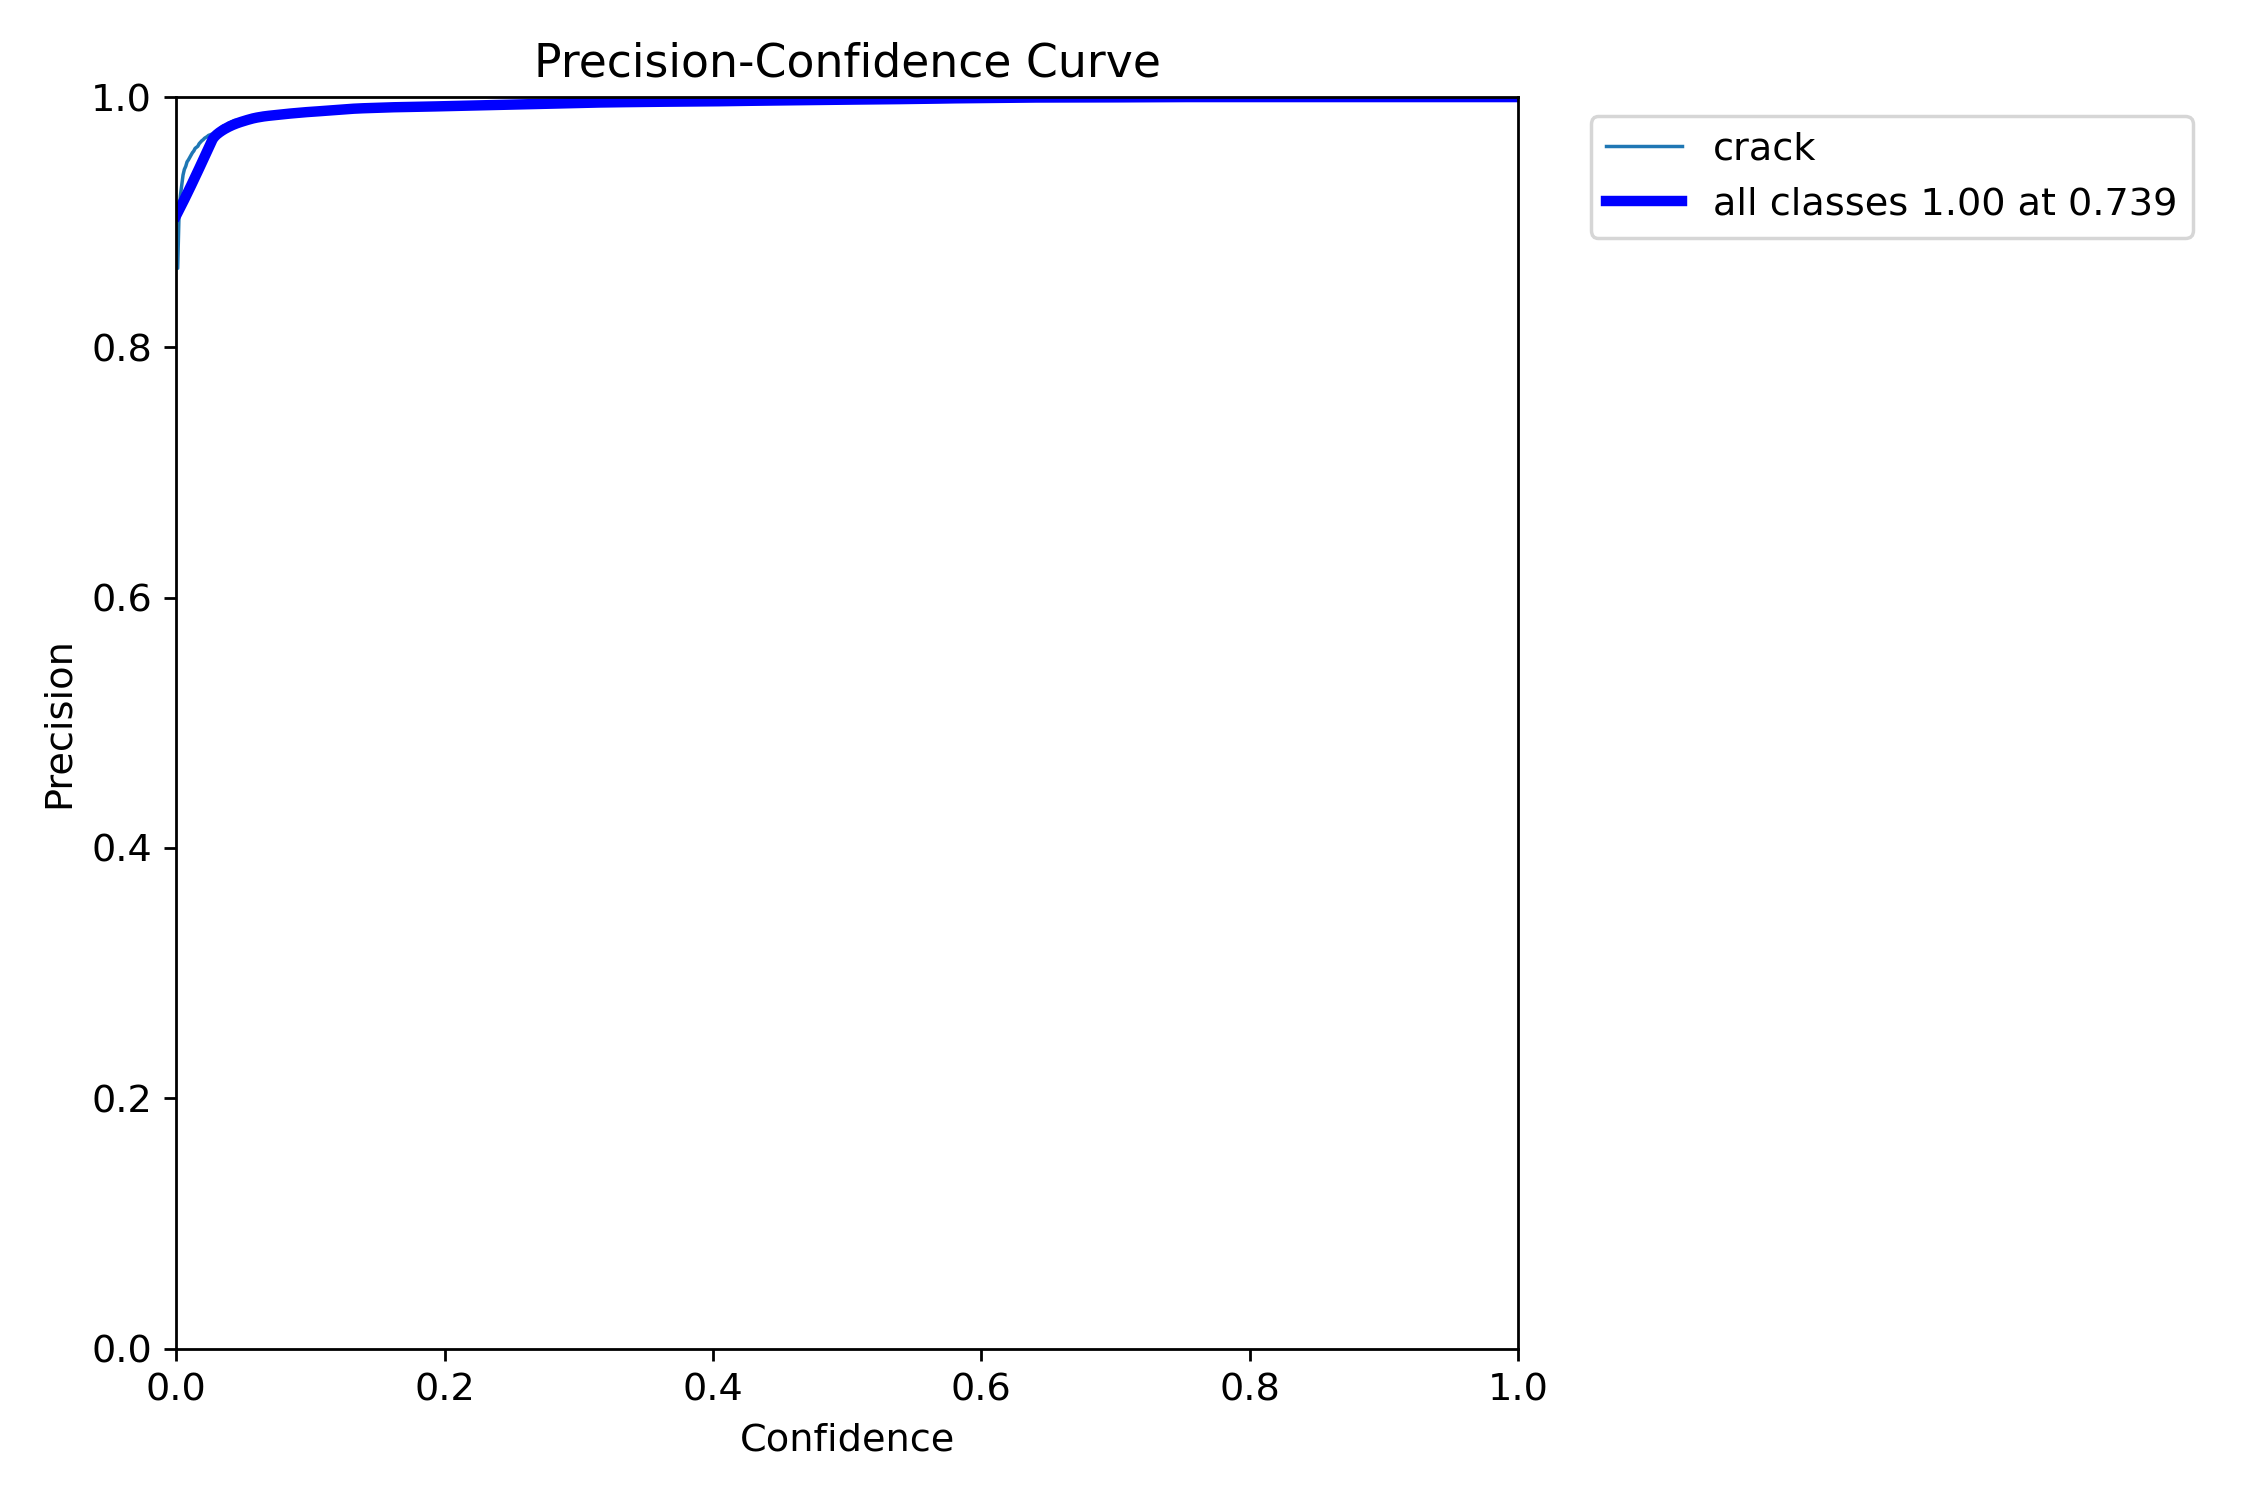 Precision-Confidence Curve
1.0
0.8
0.6
0.4
0.2
0.0
Precision
0.0 0.2 0.4 0.6 0.8 1.0
Confidence
crack
all classes 1.00 at 0.739